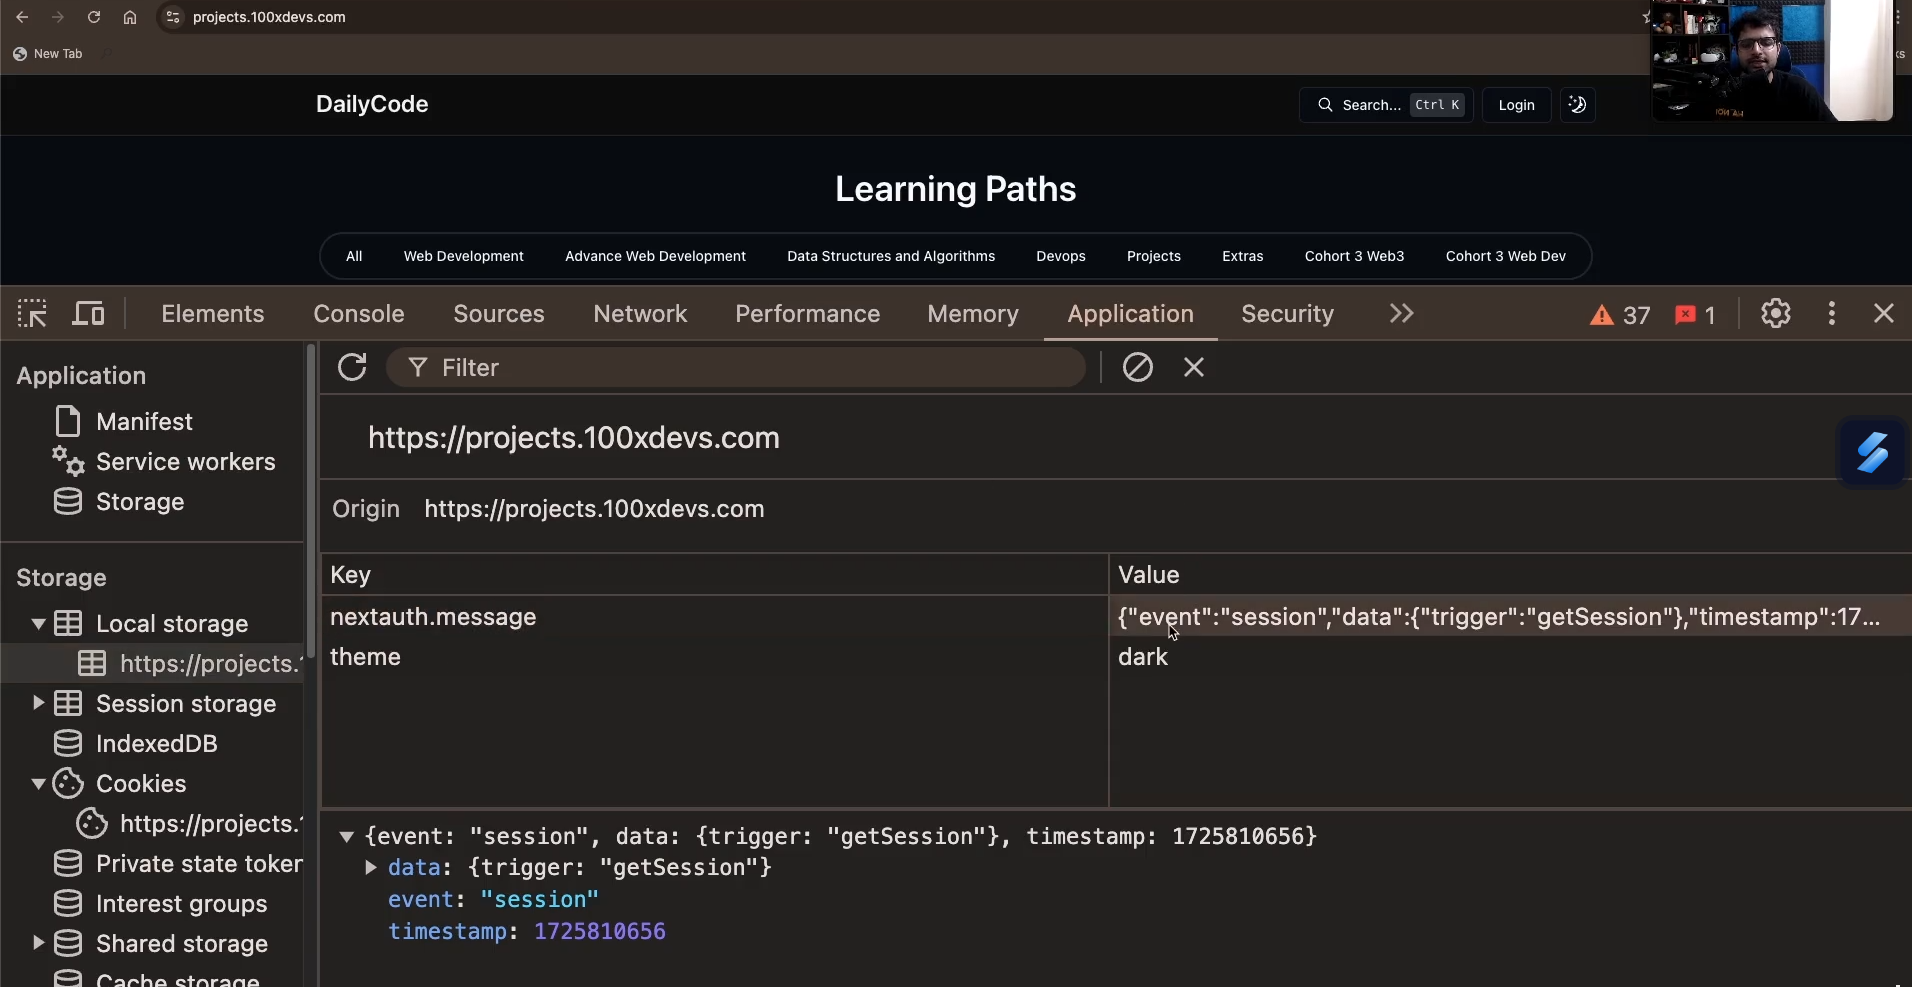 projects.100xdevs.com
New Tab
DailyCode
Search... Ctrl K
Login
Learning Paths
All Web Development Advance Web Development Data Structures and Algorithms Devops Projects Extras Cohort 3 Web3 Cohort 3 Web Dev
Elements Console Sources Network Performance Memory Application Security 37 1
Application
Manifest
Service workers
Storage
Storage
Local storage
https://projects.1
Session storage
IndexedDB
Cookies
https://projects.1
Private state token
Interest groups
Shared storage
Cache storage
Filter
https://projects.100xdevs.com
Origin https://projects.100xdevs.com
Key Value
nextauth.message {"event":"session","data":{"trigger":"getSession"},"timestamp":17...
theme dark
{event: "session", data: {trigger: "getSession"}, timestamp: 1725810656}
data: {trigger: "getSession"}
event: "session"
timestamp: 1725810656